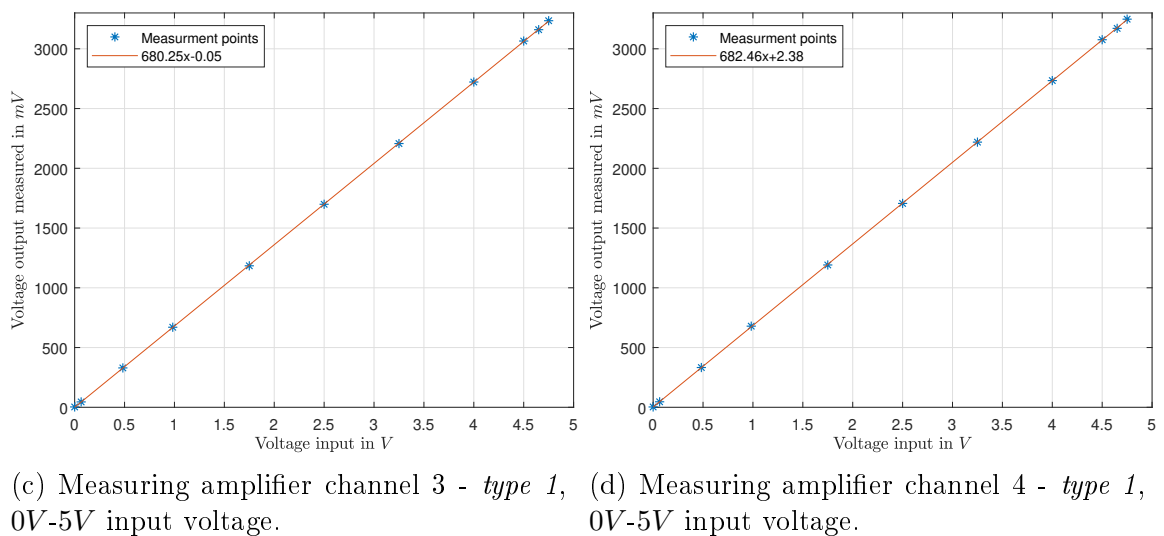 Measurment points
680.25x-0.05
3000
2500
2000
1500
1000
500
0
Voltage output measured in mV
0 0.5 1 1.5 2 2.5 3 3.5 4 4.5 5
Voltage input in V
(c) Measuring amplifier channel 3 - type 1,
0V-5V input voltage.
Measurment points
682.46x+2.38
3000
2500
2000
1500
1000
500
0
Voltage output measured in mV
0 0.5 1 1.5 2 2.5 3 3.5 4 4.5 5
Voltage input in V
(d) Measuring amplifier channel 4 - type 1,
0V-5V input voltage.